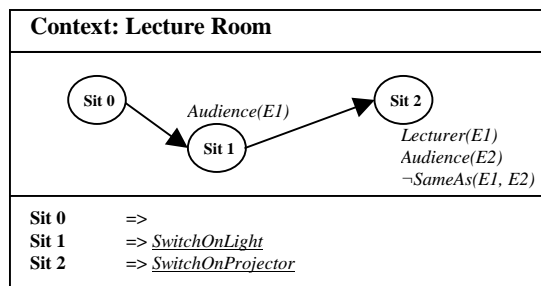 Context: Lecture Room
Sit 0
Audience(E1)
Sit 1
Sit 2
Lecturer(E1)
Audience(E2)
¬SameAs(E1, E2)
Sit 0 =>
Sit 1 => SwitchOnLight
Sit 2 => SwitchOnProjector